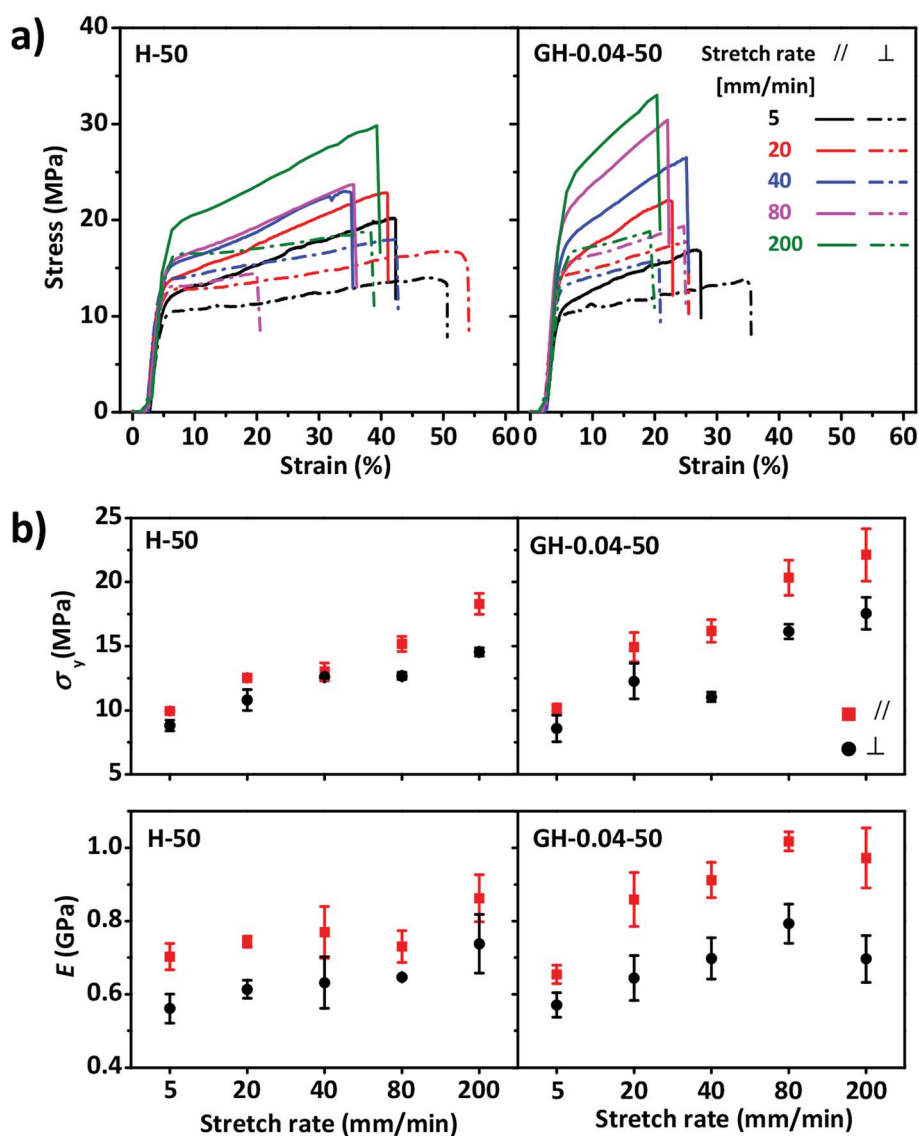 a)
H-50
GH-0.04-50
Stretch rate // ⊥
[mm/min]
5
20
40
80
200
Stress (MPa)
40
30
20
10
0
0 10 20 30 40 50 60
0 10 20 30 40 50 60
Strain (%)
Strain (%)
b)
H-50
GH-0.04-50
σy(MPa)
25
20
15
10
5
//
⊥
H-50
GH-0.04-50
E (GPa)
1.0
0.8
0.6
0.4
5 20 40 80 200
5 20 40 80 200
Stretch rate (mm/min)
Stretch rate (mm/min)